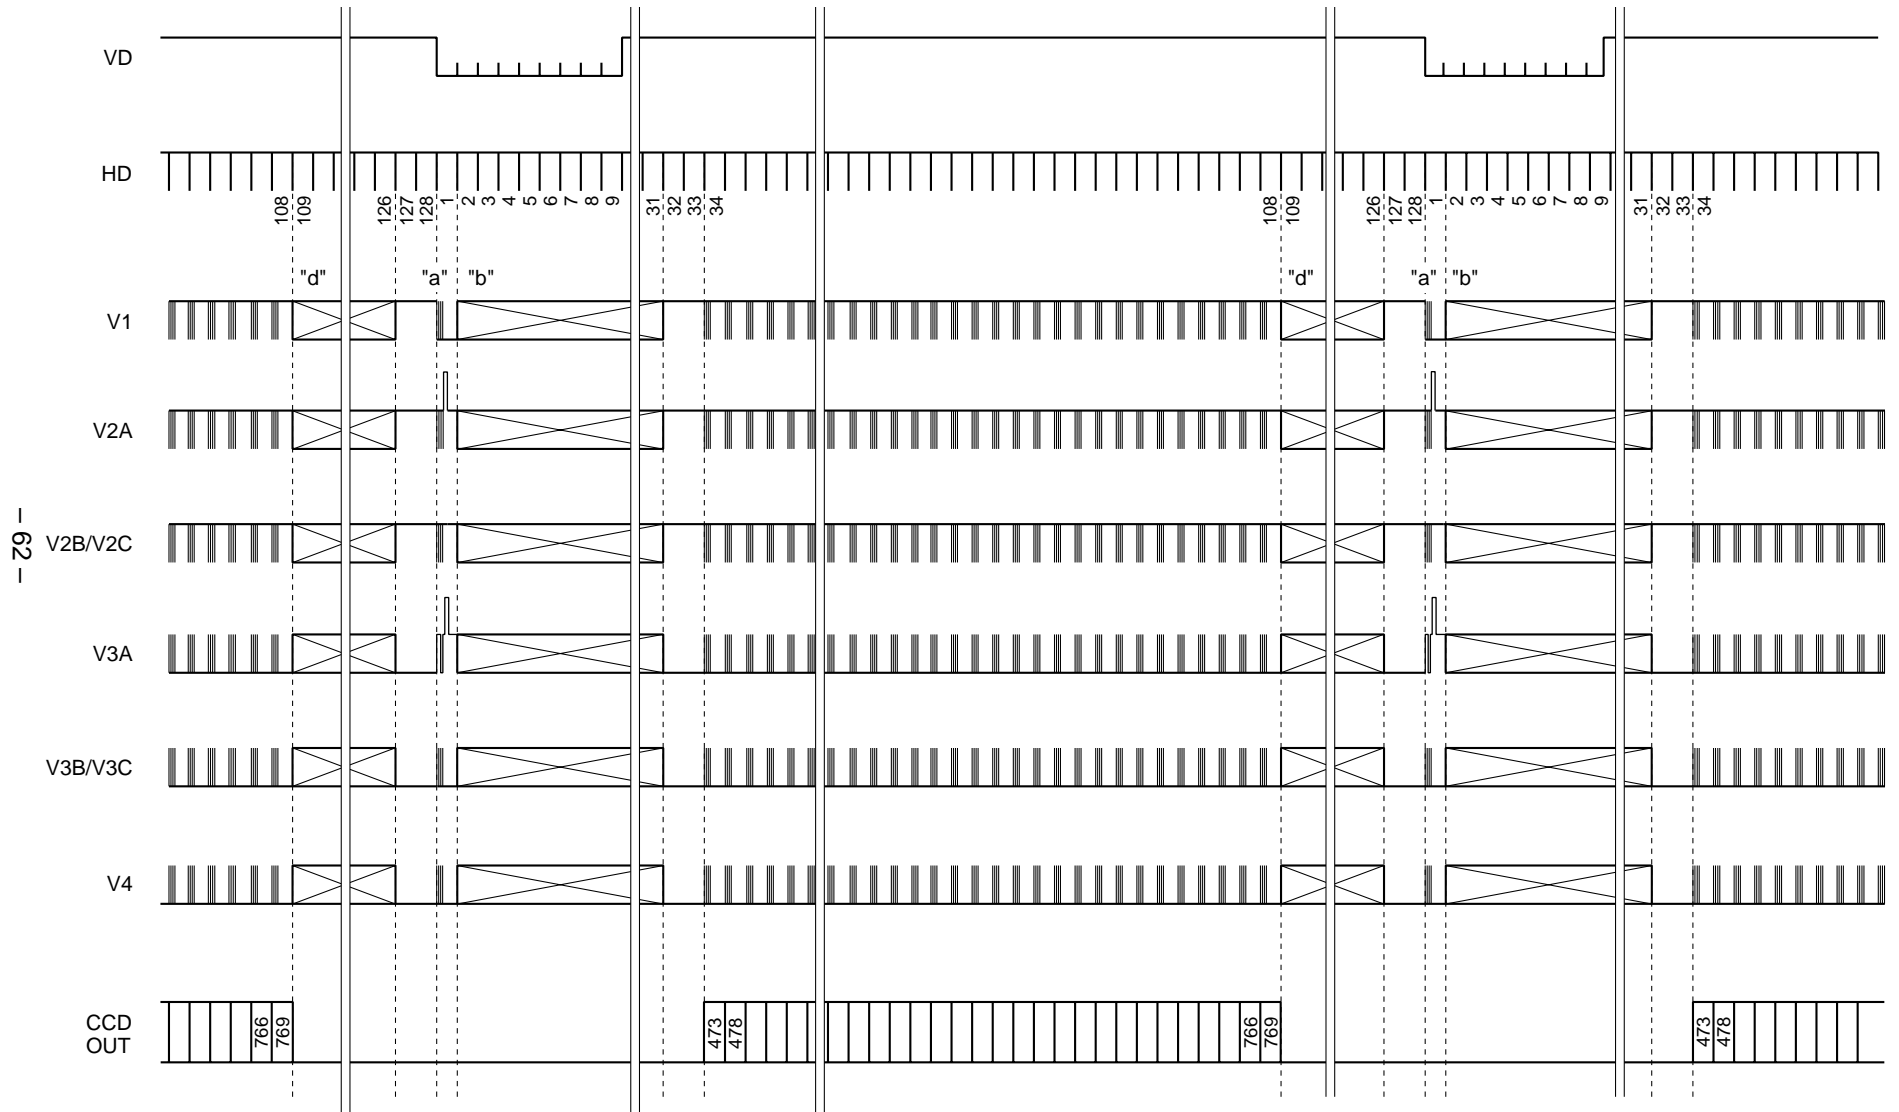 VD
HD
108 109 126 127 128 1 2 3 4 5 6 7 8 9 31 32 33 34 108 109 126 127 128 1 2 3 4 5 6 7 8 9 31 32 33 34
"d" "a" "b" "d" "a" "b"
V1
V2A
– 62 –
V2B/V2C
V3A
V3B/V3C
V4
CCD
OUT
766 769 473 478 766 769 473 478